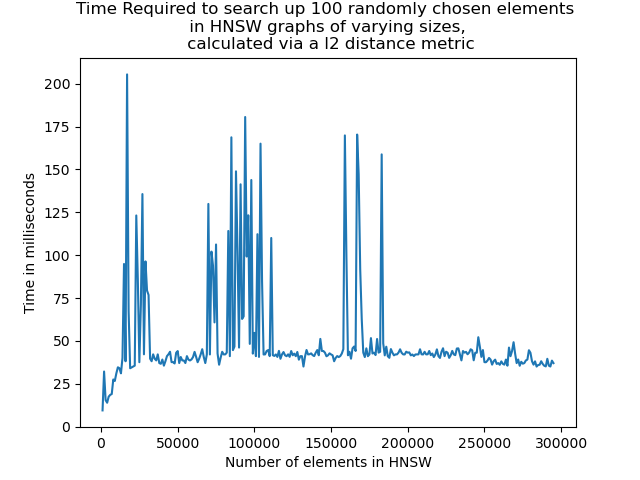 Time Required to search up 100 randomly chosen elements
in HNSW graphs of varying sizes,
calculated via a l2 distance metric
200
175
150
125
100
75
50
25
0
Time in milliseconds
0 50000 100000 150000 200000 250000 300000
Number of elements in HNSW